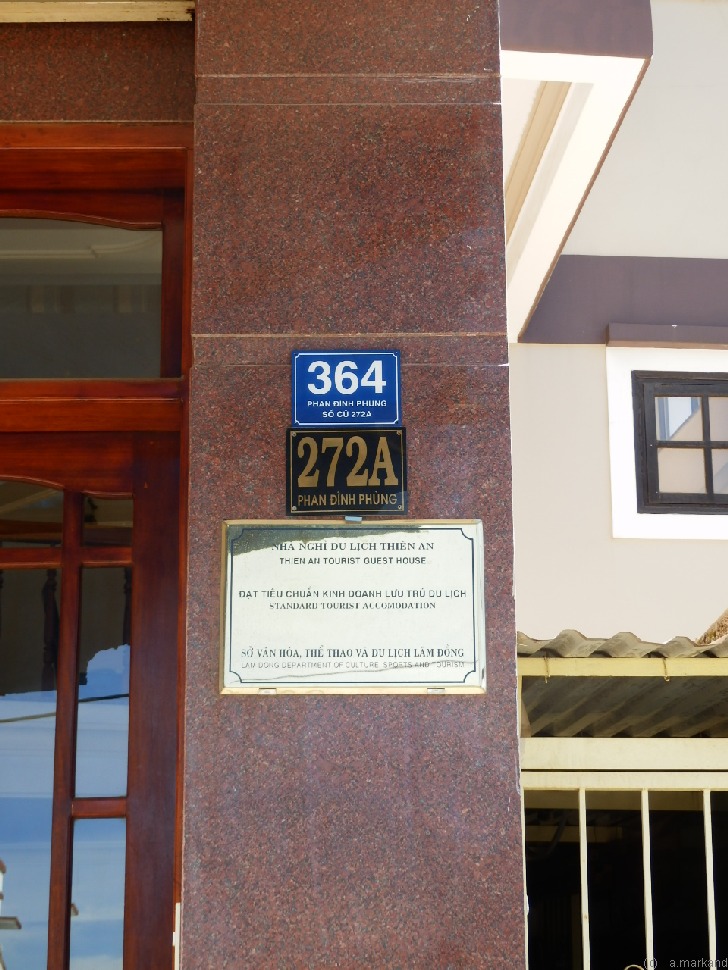 364
PHAN ĐÌNH PHÙNG
SỐ CŨ 272A
272A
PHAN ĐÌNH PHÙNG
NHÀ NGHỈ DU LỊCH THIÊN AN
THIEN AN TOURIST GUEST HOUSE
ĐẠT TIÊU CHUẨN KINH DOANH LƯU TRÚ DU LỊCH
STANDARD TOURIST ACCOMODATION
SỞ VĂN HÓA, THỂ THAO VÀ DU LỊCH LÂM ĐỒNG
LAM DONG DEPARTMENT OF CULTURE, SPORTS AND TOURISM
(c) a.markand